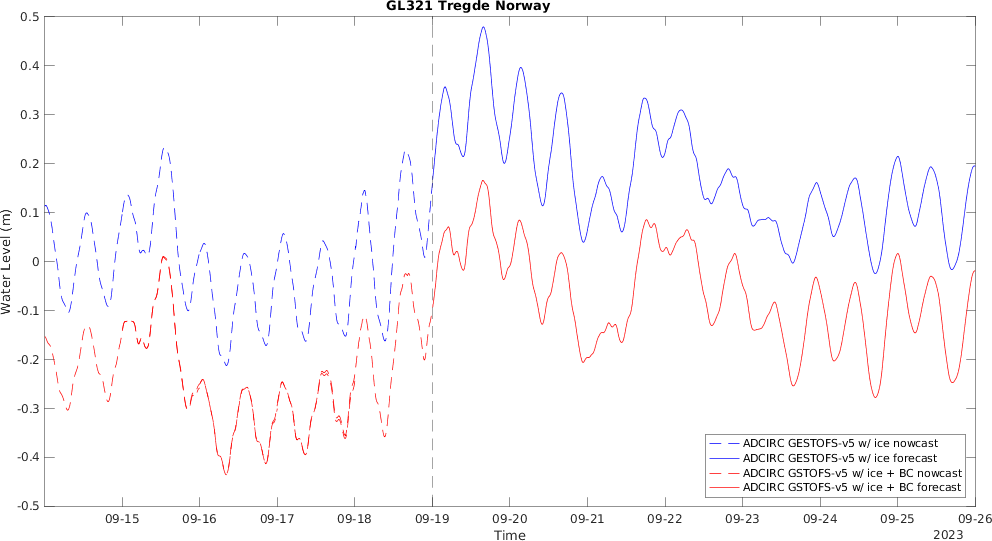 GL321 Tregde Norway
0.5
0.4
0.3
0.2
0.1
0
-0.1
-0.2
-0.3
-0.4
-0.5
Water Level (m)
ADCIRC GESTOFS-v5 w/ ice nowcast
ADCIRC GESTOFS-v5 w/ ice forecast
ADCIRC GSTOFS-v5 w/ ice + BC nowcast
ADCIRC GSTOFS-v5 w/ ice + BC forecast
09-15 09-16 09-17 09-18 09-19 09-20 09-21 09-22 09-23 09-24 09-25 09-26
Time
2023